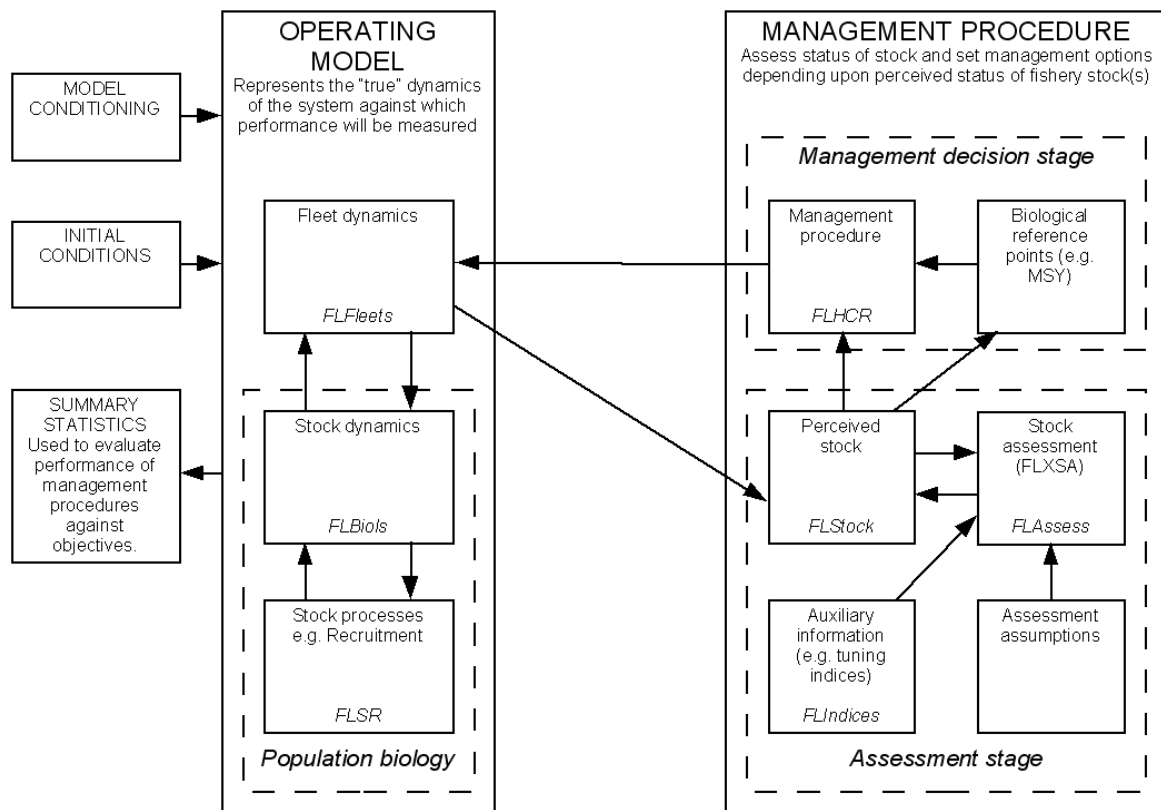 MODEL
CONDITIONING
INITIAL
CONDITIONS
SUMMARY
STATISTICS
Used to evaluate
performance of
management
procedures
against
objectives.
OPERATING
MODEL
Represents the "true" dynamics
of the system against which
performance will be measured
Fleet dynamics
FLFleets
Stock dynamics
FLBiols
Stock processes
e.g. Recruitment
FLSR
Population biology
MANAGEMENT PROCEDURE
Assess status of stock and set management options
depending upon perceived status of fishery stock(s)
Management decision stage
Management
procedure
FLHCR
Biological
reference
points (e.g.
MSY)
Perceived
stock
FLStock
Stock
assessment
(FLXSA)
FLAssess
Auxiliary
information
(e.g. tuning
indices)
FLIndices
Assessment
assumptions
Assessment stage